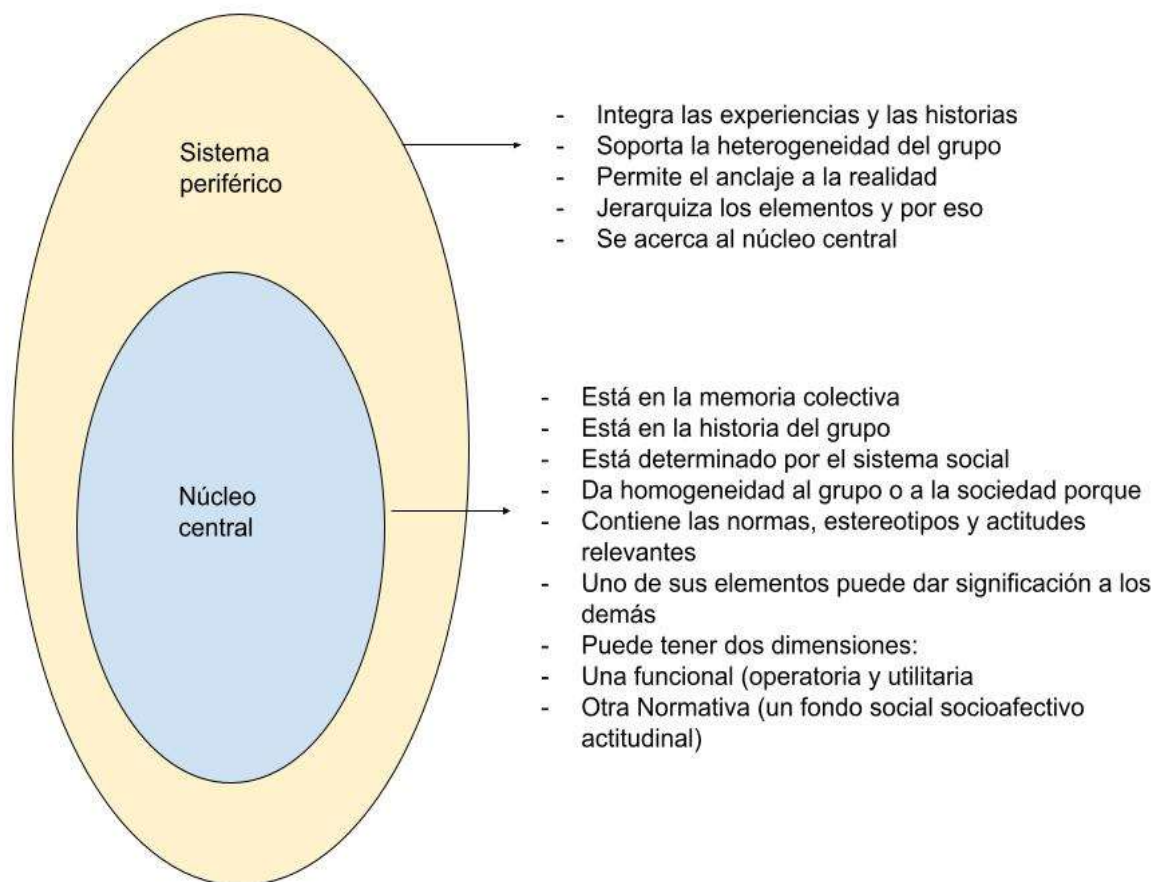 Sistema
periférico
- Integra las experiencias y las historias
- Soporta la heterogeneidad del grupo
- Permite el anclaje a la realidad
- Jerarquiza los elementos y por eso
- Se acerca al núcleo central
Núcleo
central
- Está en la memoria colectiva
- Está en la historia del grupo
- Está determinado por el sistema social
- Da homogeneidad al grupo o a la sociedad porque
- Contiene las normas, estereotipos y actitudes
relevantes
- Uno de sus elementos puede dar significación a los
demás
- Puede tener dos dimensiones:
- Una funcional (operatoria y utilitaria
- Otra Normativa (un fondo social socioafectivo
actitudinal)